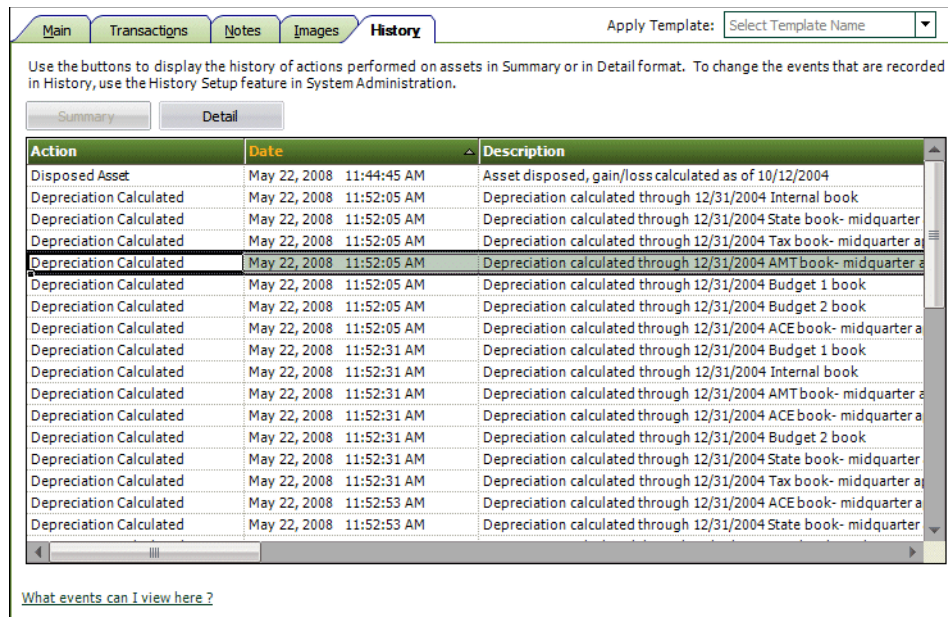 Main Transactions Notes Images History Apply Template: Select Template Name
Use the buttons to display the history of actions performed on assets in Summary or in Detail format. To change the events that are recorded
in History, use the History Setup feature in System Administration.
Summary Detail
Action Date Description
Disposed Asset May 22, 2008 11:44:45 AM Asset disposed, gain/loss calculated as of 10/12/2004
Depreciation Calculated May 22, 2008 11:52:05 AM Depreciation calculated through 12/31/2004 Internal book
Depreciation Calculated May 22, 2008 11:52:05 AM Depreciation calculated through 12/31/2004 State book- midquarter
Depreciation Calculated May 22, 2008 11:52:05 AM Depreciation calculated through 12/31/2004 Tax book- midquarter ap
Depreciation Calculated May 22, 2008 11:52:05 AM Depreciation calculated through 12/31/2004 AMT book- midquarter a
Depreciation Calculated May 22, 2008 11:52:05 AM Depreciation calculated through 12/31/2004 Budget 1 book
Depreciation Calculated May 22, 2008 11:52:05 AM Depreciation calculated through 12/31/2004 Budget 2 book
Depreciation Calculated May 22, 2008 11:52:05 AM Depreciation calculated through 12/31/2004 ACE book- midquarter a
Depreciation Calculated May 22, 2008 11:52:31 AM Depreciation calculated through 12/31/2004 Budget 1 book
Depreciation Calculated May 22, 2008 11:52:31 AM Depreciation calculated through 12/31/2004 Internal book
Depreciation Calculated May 22, 2008 11:52:31 AM Depreciation calculated through 12/31/2004 AMT book- midquarter a
Depreciation Calculated May 22, 2008 11:52:31 AM Depreciation calculated through 12/31/2004 ACE book- midquarter a
Depreciation Calculated May 22, 2008 11:52:31 AM Depreciation calculated through 12/31/2004 Budget 2 book
Depreciation Calculated May 22, 2008 11:52:31 AM Depreciation calculated through 12/31/2004 State book- midquarter
Depreciation Calculated May 22, 2008 11:52:31 AM Depreciation calculated through 12/31/2004 Tax book- midquarter ap
Depreciation Calculated May 22, 2008 11:52:53 AM Depreciation calculated through 12/31/2004 ACE book- midquarter a
Depreciation Calculated May 22, 2008 11:52:53 AM Depreciation calculated through 12/31/2004 State book- midquarter
What events can I view here ?